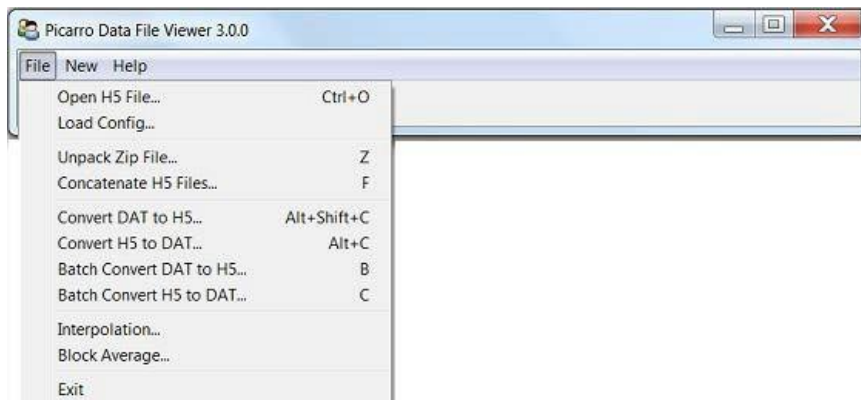 Picarro Data File Viewer 3.0.0
File New Help
Open H5 File... Ctrl+O
Load Config...
Unpack Zip File... Z
Concatenate H5 Files... F
Convert DAT to H5... Alt+Shift+C
Convert H5 to DAT... Alt+C
Batch Convert DAT to H5... B
Batch Convert H5 to DAT... C
Interpolation...
Block Average...
Exit